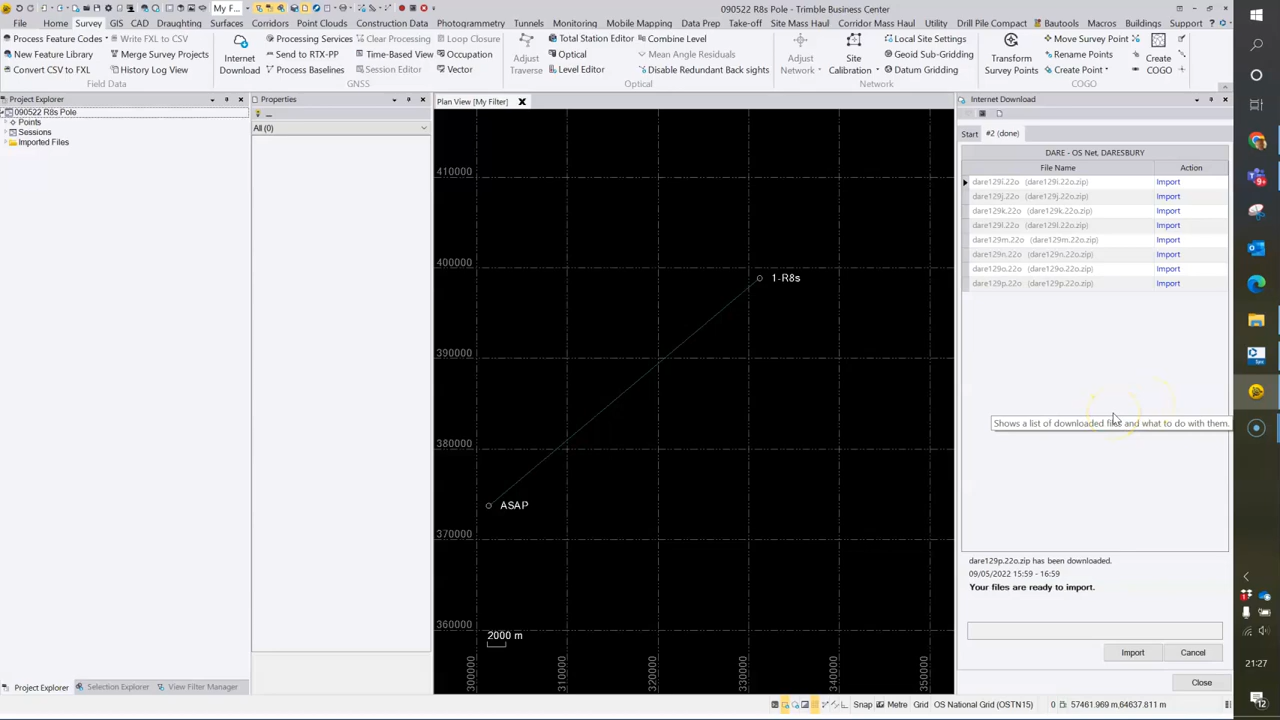 090522 R8s Pole - Trimble Business Center
File Home Survey GIS CAD Draughting My F... Surfaces Corridors Point Clouds Construction Data Photogrammetry Tunnels Monitoring Mobile Mapping Data Prep Take-off Site Mass Haul Corridor Mass Haul Utility Drill Pile Compact Bautools Macros Buildings Support
Process Feature Codes Write FXL to CSV
New Feature Library Merge Survey Projects
Convert CSV to FXL History Log View
Field Data
Internet Download
Processing Services Clear Processing Loop Closure
Send to RTX-PP Time-Based View Occupation
Process Baselines Session Editor Vector
GNSS
Adjust Traverse
Total Station Editor Combine Level
Optical Mean Angle Residuals
Level Editor Disable Redundant Back sights
Optical
Adjust Network
Site Calibration
Local Site Settings
Geoid Sub-Gridding
Datum Gridding
Network
Transform Survey Points
Move Survey Point
Rename Points
Create Point
Create COGO
COGO
Project Explorer
090522 R8s Pole
Points
Sessions
Imported Files
Properties
All (0)
Plan View [My Filter]
410000
400000
390000
380000
370000
360000
1-R8s
ASAP
2000 m
300000
310000
320000
330000
340000
350000
Internet Download
Start #2 (done)
DARE - OS Net, DARESBURY
File Name Action
dare129i.22o (dare129i.22o.zip) Import
dare129j.22o (dare129j.22o.zip) Import
dare129k.22o (dare129k.22o.zip) Import
dare129l.22o (dare129l.22o.zip) Import
dare129m.22o (dare129m.22o.zip) Import
dare129n.22o (dare129n.22o.zip) Import
dare129o.22o (dare129o.22o.zip) Import
dare129p.22o (dare129p.22o.zip) Import
Shows a list of downloaded files and what to do with them.
dare129p.22o.zip has been downloaded.
09/05/2022 15:59 - 16:59
Your files are ready to import.
Import Cancel
Close
Project Explorer Selection Explorer View Filter Manager
Snap Metre Grid OS National Grid (OSTN15) 0 57461.969 m,64637.811 m
21:27
12